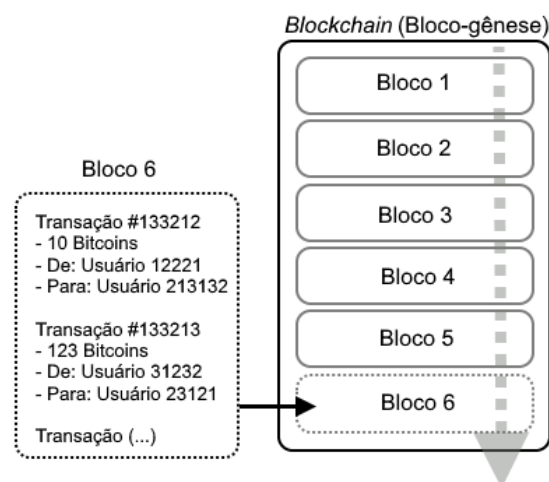 Blockchain (Bloco-gênese)
Bloco 1
Bloco 2
Bloco 3
Bloco 4
Bloco 5
Bloco 6
Bloco 6
Transação #133212
- 10 Bitcoins
- De: Usuário 12221
- Para: Usuário 213132
Transação #133213
- 123 Bitcoins
- De: Usuário 31232
- Para: Usuário 23121
Transação (...)